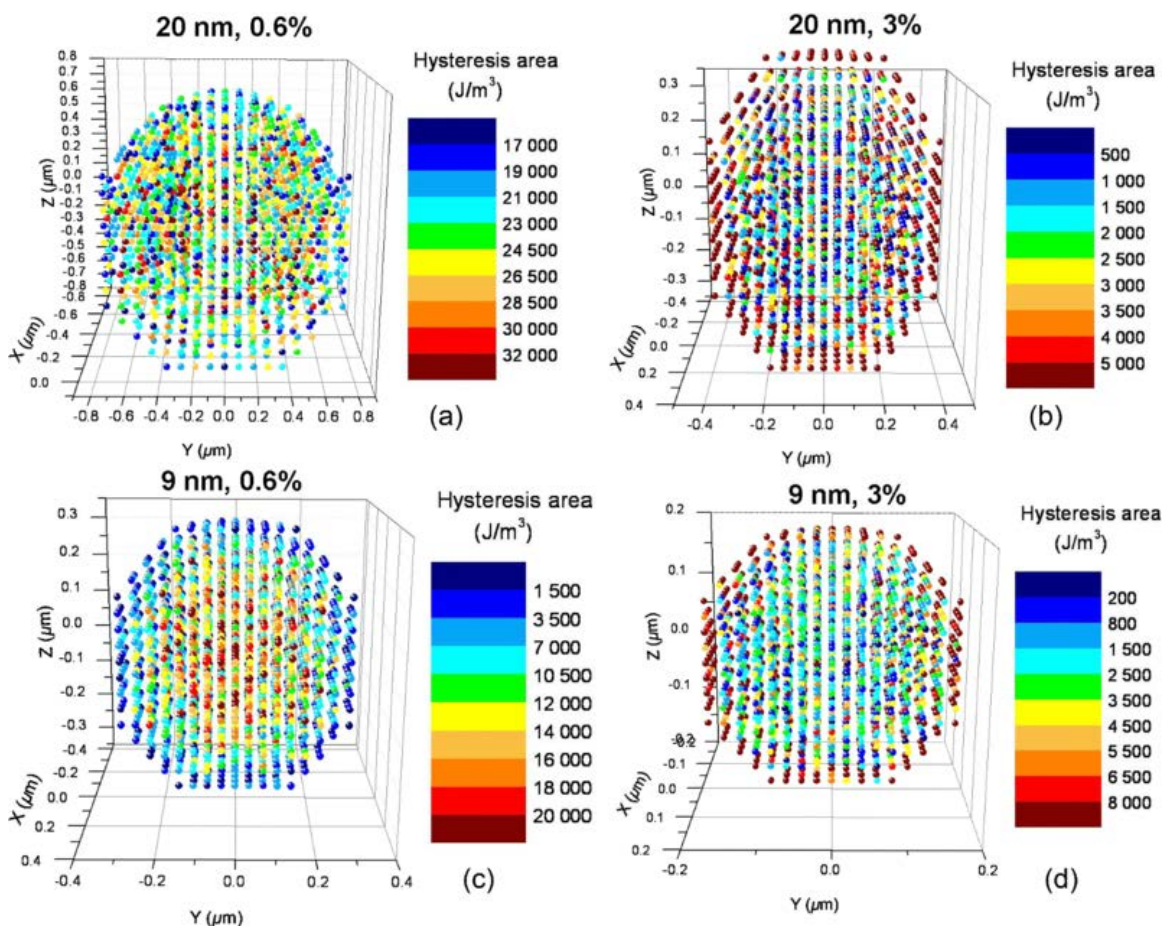 20 nm, 0.6%
Hysteresis area
(J/m³)
17 000
19 000
21 000
23 000
24 500
26 500
28 500
30 000
32 000
0.8
0.7
0.6
0.5
0.4
0.3
0.2
0.1
0.0
-0.1
-0.2
-0.3
-0.4
-0.5
-0.6
-0.7
-0.8
Z (µm)
-0.8
-0.6
-0.4
-0.2
0.0
X (µm)
-0.8 -0.6 -0.4 -0.2 0.0 0.2 0.4 0.6 0.8
Y (µm)
(a)
20 nm, 3%
Hysteresis area
(J/m³)
500
1 000
1 500
2 000
2 500
3 000
3 500
4 000
5 000
0.3
0.2
0.1
0.0
-0.1
-0.2
-0.3
Z (µm)
-0.4
-0.2
0.0
0.2
0.4
X (µm)
-0.4 -0.2 0.0 0.2 0.4
Y (µm)
(b)
9 nm, 0.6%
Hysteresis area
(J/m³)
1 500
3 500
7 000
10 500
12 000
14 000
16 000
18 000
20 000
0.3
0.2
0.1
0.0
-0.1
-0.2
-0.3
Z (µm)
-0.4
-0.2
0.0
0.2
0.4
X (µm)
-0.4 -0.2 0.0 0.2 0.4
Y (µm)
(c)
9 nm, 3%
Hysteresis area
(J/m³)
200
800
1 500
2 500
3 500
4 500
5 500
6 500
8 000
0.2
0.1
0.0
-0.1
-0.2
Z (µm)
-0.2
-0.1
0.0
0.1
0.2
X (µm)
-0.2 0.0 0.2
Y (µm)
(d)